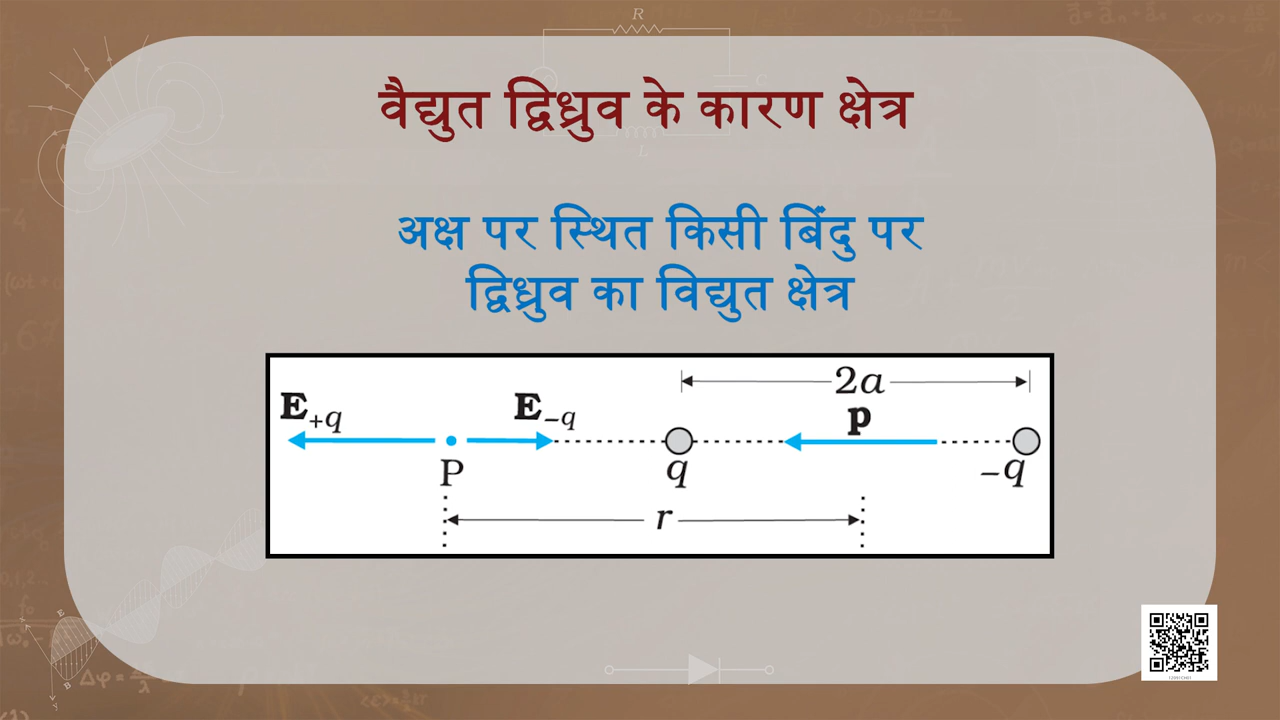 वैद्युत द्विध्रुव के कारण क्षेत्र
अक्ष पर स्थित किसी बिंदु पर
द्विध्रुव का विद्युत क्षेत्र
2a
E+q
E−q
p
P
q
−q
r
R
C
L